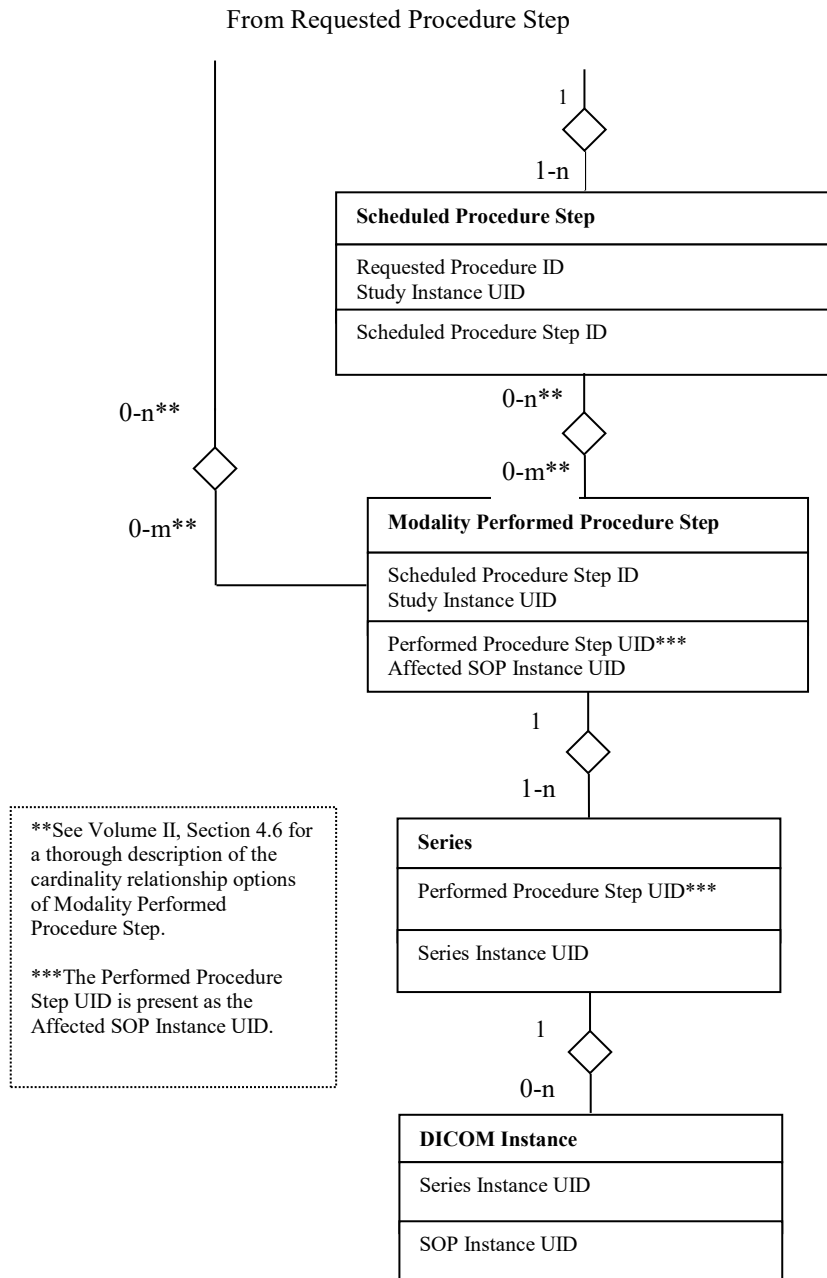 From Requested Procedure Step
1
1-n
Scheduled Procedure Step
Requested Procedure ID
Study Instance UID
Scheduled Procedure Step ID
0-n**
0-n**
0-m**
0-m**
Modality Performed Procedure Step
Scheduled Procedure Step ID
Study Instance UID
Performed Procedure Step UID***
Affected SOP Instance UID
1
1-n
**See Volume II, Section 4.6 for
a thorough description of the
cardinality relationship options
of Modality Performed
Procedure Step.
***The Performed Procedure
Step UID is present as the
Affected SOP Instance UID.
Series
Performed Procedure Step UID***
Series Instance UID
1
0-n
DICOM Instance
Series Instance UID
SOP Instance UID